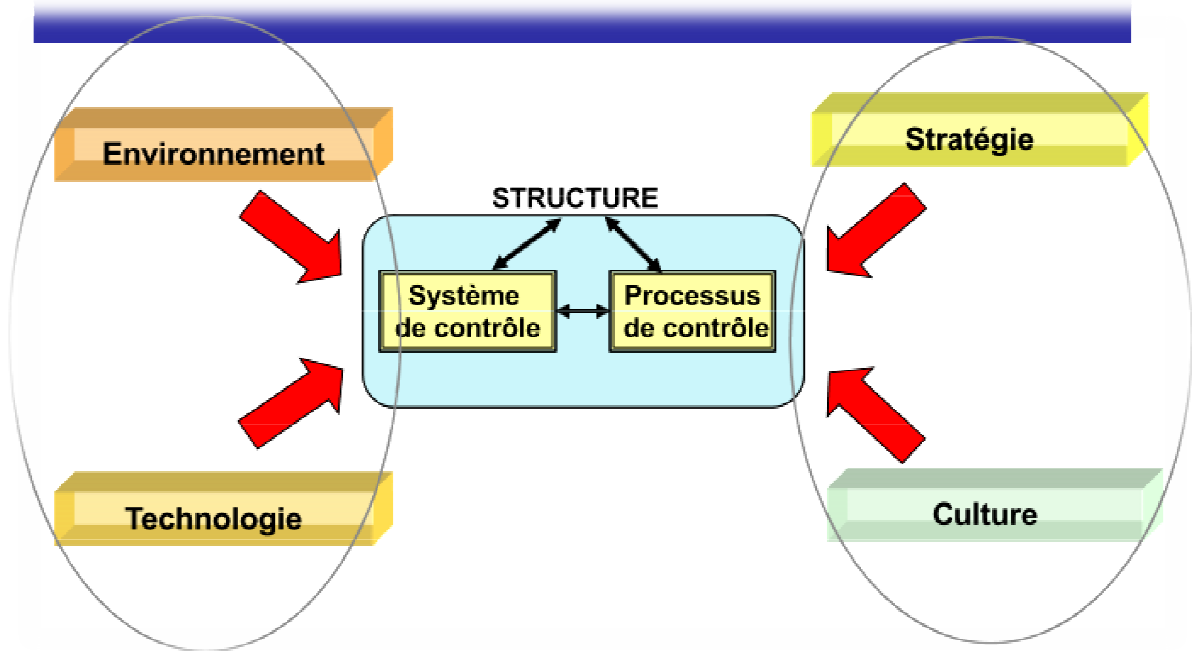 Environnement
Stratégie
STRUCTURE
Système
de contrôle
Processus
de contrôle
Technologie
Culture